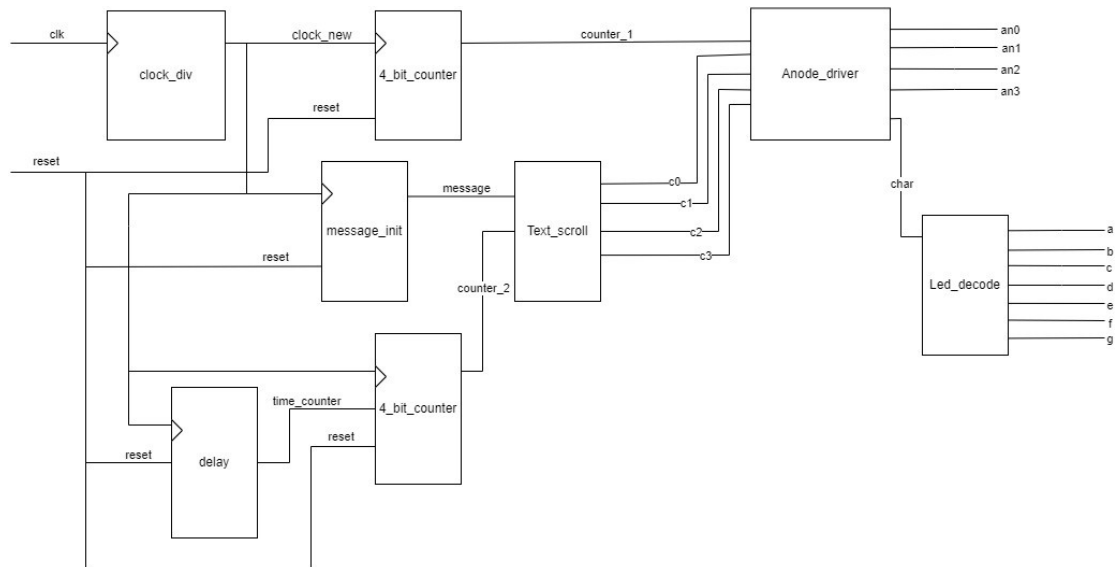 clk
clock_div
clock_new
4_bit_counter
reset
counter_1
Anode_driver
an0
an1
an2
an3
reset
message_init
reset
message
Text_scroll
c0
c1
c2
c3
char
Led_decode
a
b
c
d
e
f
g
counter_2
4_bit_counter
time_counter
reset
reset
delay